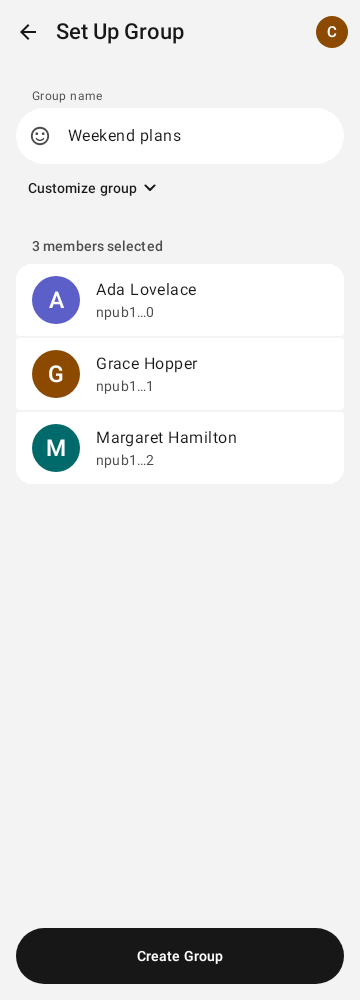 Set Up Group
C
Group name
Weekend plans
Customize group
3 members selected
A
Ada Lovelace
npub1…0
G
Grace Hopper
npub1…1
M
Margaret Hamilton
npub1…2
Create Group